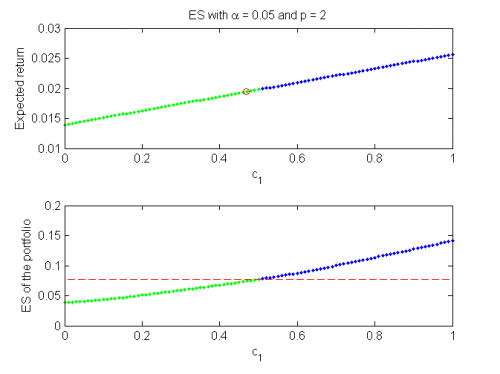 ES with α = 0.05 and p = 2
Expected return
0.03
0.025
0.02
0.015
0.01
0 0.2 0.4 0.6 0.8 1
c1
ES of the portfolio
0.2
0.15
0.1
0.05
0
0 0.2 0.4 0.6 0.8 1
c1